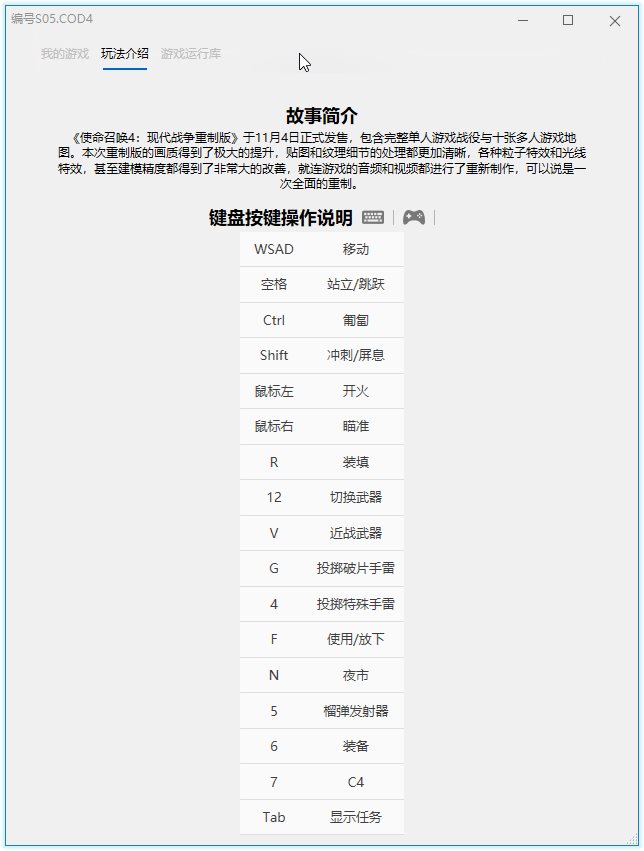 编号S05.COD4
我的游戏 玩法介绍 游戏运行库
故事简介
《使命召唤4：现代战争重制版》于11月4日正式发售，包含完整单人游戏战役与十张多人游戏地
图。本次重制版的画质得到了极大的提升，贴图和纹理细节的处理都更加清晰，各种粒子特效和光线
特效，甚至建模精度都得到了非常大的改善，就连游戏的音频和视频都进行了重新制作，可以说是一
次全面的重制。
键盘按键操作说明
WSAD 移动
空格 站立/跳跃
Ctrl 匍匐
Shift 冲刺/屏息
鼠标左 开火
鼠标右 瞄准
R 装填
12 切换武器
V 近战武器
G 投掷破片手雷
4 投掷特殊手雷
F 使用/放下
N 夜市
5 榴弹发射器
6 装备
7 C4
Tab 显示任务